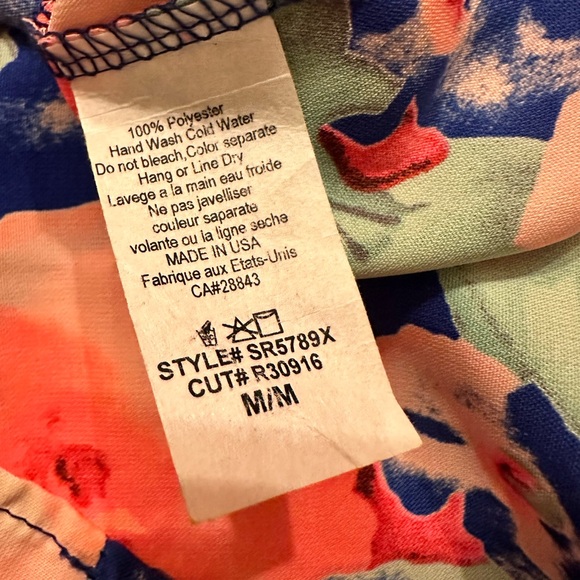 100% Polyester
Hand Wash Cold Water
Do not bleach,Color separate
Hang or Line Dry
Lavege a la main eau froide
Ne pas javelliser
couleur saparate
volante ou la ligne seche
MADE IN USA
Fabrique aux Etats-Unis
CA#28843
STYLE# SR5789X
CUT# R30916
M/M